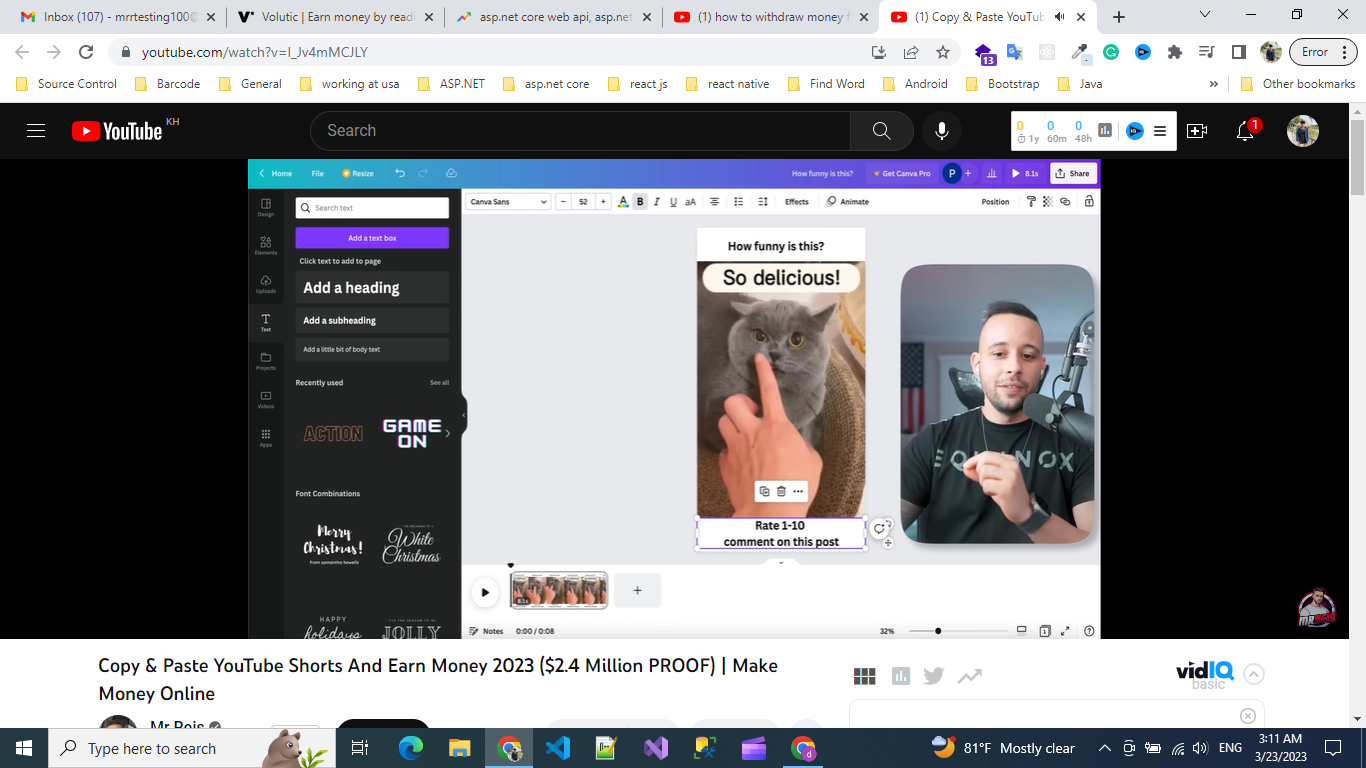 Inbox (107) - mrrtesting100@
Volutic | Earn money by readi
asp.net core web api, asp.net
(1) how to withdraw money f
(1) Copy & Paste YouTub
youtube.com/watch?v=I_Jv4mMCJLY
13
Error
Source Control
Barcode
General
working at usa
ASP.NET
asp.net core
react js
react native
Find Word
Android
Bootstrap
Java
»
Other bookmarks
YouTube KH
Search
0 0 0
1y 60m 48h
1
Home File Resize
How funny is this?
Get Canva Pro
P
8.1s
Share
Design
Elements
Uploads
Text
Projects
Videos
Apps
Search text
Add a text box
Click text to add to page
Add a heading
Add a subheading
Add a little bit of body text
Recently used
See all
ACTION
GAME
ON
Font Combinations
Merry
Christmas!
from samantha howells
White
Christmas
HAPPY
holidays
'TIS THE SEASON TO BE
JOLLY
Canva Sans
– 52 +
A B I U aA
Effects
Animate
Position
How funny is this?
So delicious!
Rate 1-10
comment on this post
EQUINOX
8.1s
Notes 0:00 / 0:08
32%
1
MR REIS
Copy & Paste YouTube Shorts And Earn Money 2023 ($2.4 Million PROOF) | Make
Money Online
Mr Reis
vidIQ
basic
Type here to search
81°F Mostly clear
ENG
3:11 AM
3/23/2023